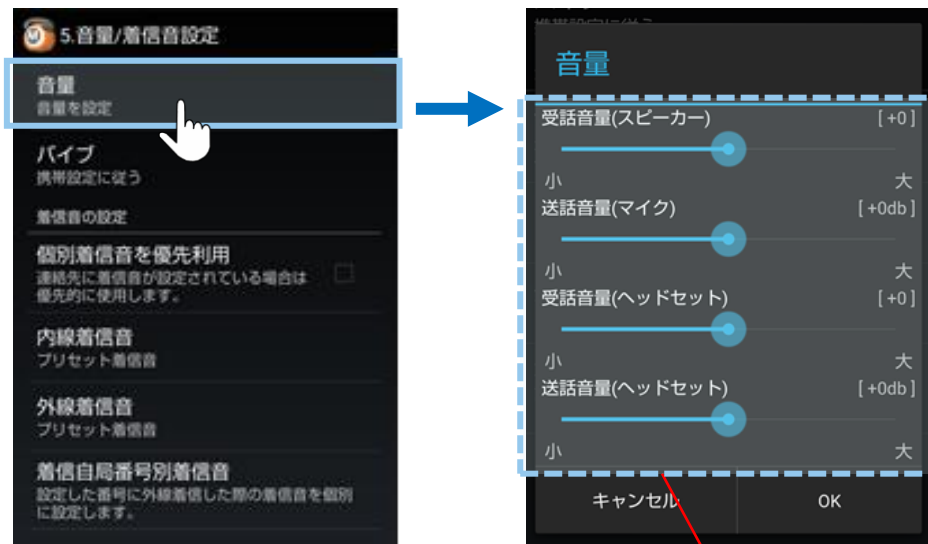 5.音量/着信音設定
音量
音量を設定
バイブ
携帯設定に従う
着信音の設定
個別着信音を優先利用
連絡先に着信音が設定されている場合は
優先的に使用します。
内線着信音
プリセット着信音
外線着信音
プリセット着信音
着信自局番号別着信音
設定した番号に外線着信した際の着信音を個別
に設定します。
音量
受話音量(スピーカー) [+0]
小 大
送話音量(マイク) [+0db]
小 大
受話音量(ヘッドセット) [+0]
小 大
送話音量(ヘッドセット) [+0db]
小 大
キャンセル OK